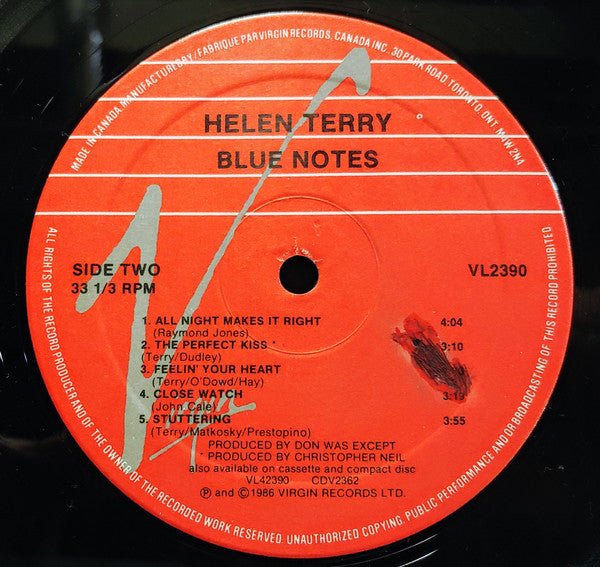 MADE IN CANADA. MANUFACTURED BY/FABRIQUE PAR VIRGIN RECORDS, CANADA INC. 30 PARK ROAD TORONTO, ONT. M4W 2N4
HELEN TERRY
BLUE NOTES
SIDE TWO
33 1/3 RPM
VL2390
1. ALL NIGHT MAKES IT RIGHT 4:04
(Raymond Jones)
2. THE PERFECT KISS * 3:10
(Terry/Dudley)
3. FEELIN' YOUR HEART
(Terry/O'Dowd/Hay)
4. CLOSE WATCH
(John Cale)
5. STUTTERING 3:55
(Terry/Matkosky/Prestopino)
PRODUCED BY DON WAS EXCEPT
* PRODUCED BY CHRISTOPHER NEIL
also available on cassette and compact disc
VL42390 CDV2362
Ⓟ and © 1986 VIRGIN RECORDS LTD.
ALL RIGHTS OF THE RECORD PRODUCER AND OF THE OWNER OF THE RECORDED WORK RESERVED. UNAUTHORIZED COPYING, PUBLIC PERFORMANCE AND/OR BROADCASTING OF THIS RECORD PROHIBITED
Virgin